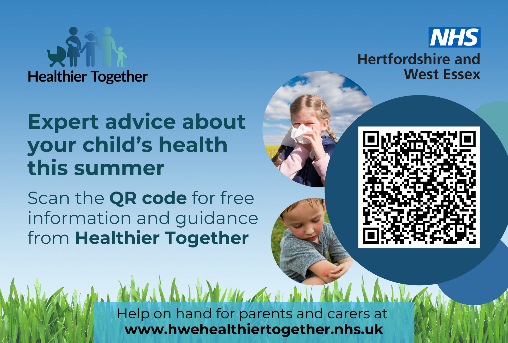 Healthier Together
NHS
Hertfordshire and
West Essex
Expert advice about
your child's health
this summer
Scan the QR code for free
information and guidance
from Healthier Together
Help on hand for parents and carers at
www.hwehealthiertogether.nhs.uk